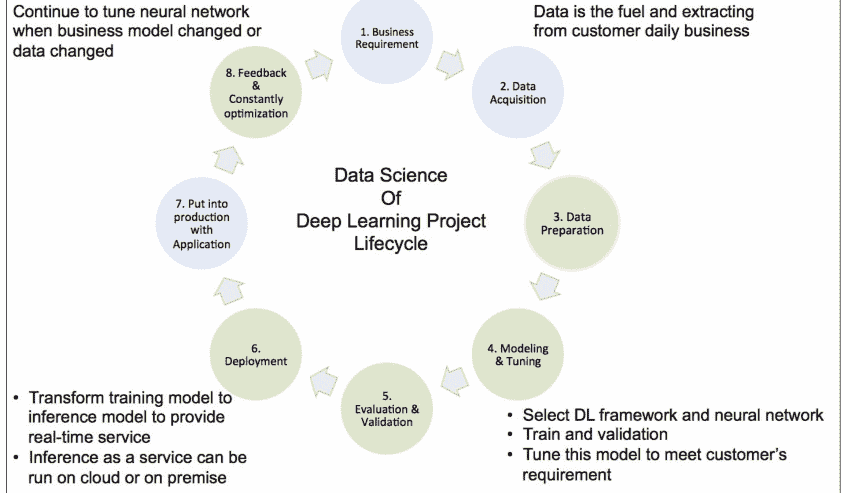 Continue to tune neural network
when business model changed or
data changed
Data is the fuel and extracting
from customer daily business
1. Business
Requirement
2. Data
Acquisition
3. Data
Preparation
4. Modeling
& Tuning
5.
Evaluation &
Validation
6.
Deployment
7. Put into
production
with
Application
8. Feedback
&
Constantly
optimization
Data Science
Of
Deep Learning Project
Lifecycle
• Transform training model to
inference model to provide
real-time service
• Inference as a service can be
run on cloud or on premise
• Select DL framework and neural network
• Train and validation
• Tune this model to meet customer's
requirement